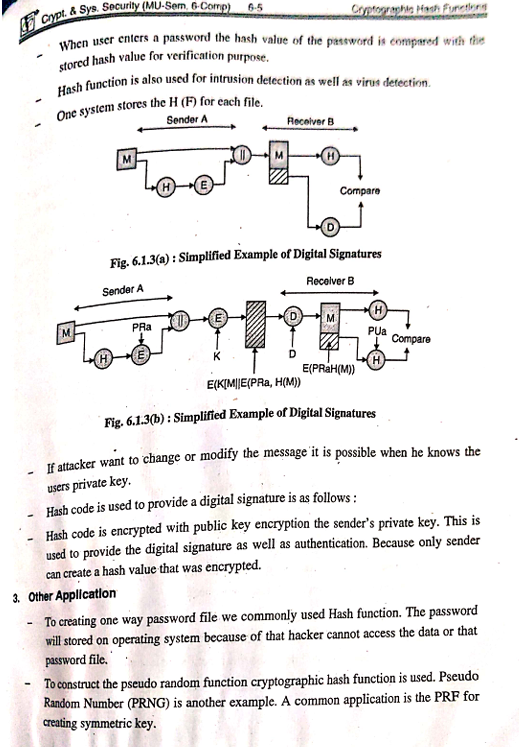 Crypt. & Sys. Security (MU-Sem. 6-Comp) 6-5 Cryptographic Hash Functions
- When user enters a password the hash value of the password is compared with the
stored hash value for verification purpose.
- Hash function is also used for intrusion detection as well as virus detection.
- One system stores the H (F) for each file.
Sender A Receiver B
M || M H
H E Compare
D
Fig. 6.1.3(a) : Simplified Example of Digital Signatures
Sender A Receiver B
M PRa || E D M H
PUa Compare
H E K D H
E(PRaH(M))
E(K[M||E(PRa, H(M))
Fig. 6.1.3(b) : Simplified Example of Digital Signatures
- If attacker want to change or modify the message it is possible when he knows the
users private key.
- Hash code is used to provide a digital signature is as follows :
- Hash code is encrypted with public key encryption the sender's private key. This is
used to provide the digital signature as well as authentication. Because only sender
can create a hash value that was encrypted.
3. Other Application
- To creating one way password file we commonly used Hash function. The password
will stored on operating system because of that hacker cannot access the data or that
password file.
- To construct the pseudo random function cryptographic hash function is used. Pseudo
Random Number (PRNG) is another example. A common application is the PRF for
creating symmetric key.